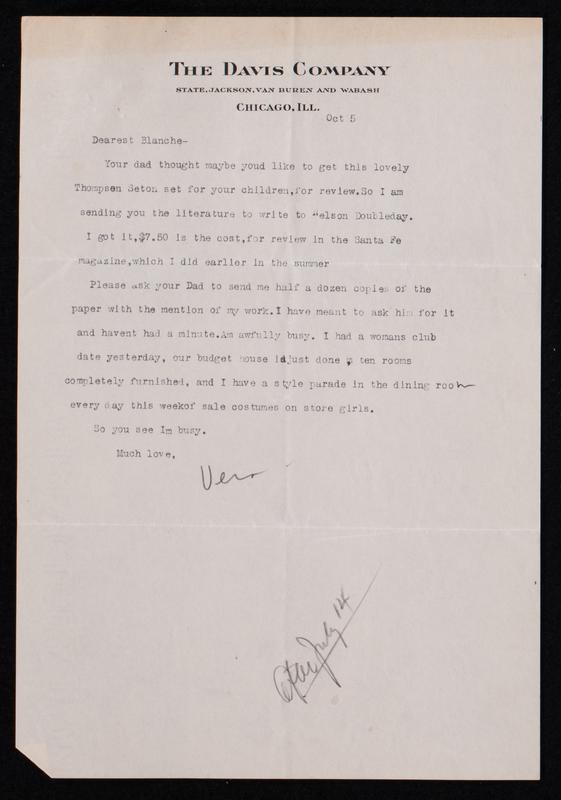 THE DAVIS COMPANY
STATE, JACKSON, VAN BUREN AND WABASH
CHICAGO, ILL.
Oct 5
Dearest Blanche-
Your dad thought maybe youd like to get this lovely
Thompsen Seton set for your children,for review.So I am
sending you the literature to write to Nelson Doubleday.
I got it,$7.50 is the cost,for review in the Santa Fe
magazine,which I did earlier in the summer
Please ask your Dad to send me half a dozen copies of the
paper with the mention of my work.I have meant to ask him for it
and havent had a minute.Am awfully busy. I had a womans club
date yesterday, our budget house is just done ten rooms
completely furnished, and I have a style parade in the dining room
every day this weekof sale costumes on store girls.
So you see Im busy.
Much love,
Vera
Star July 14